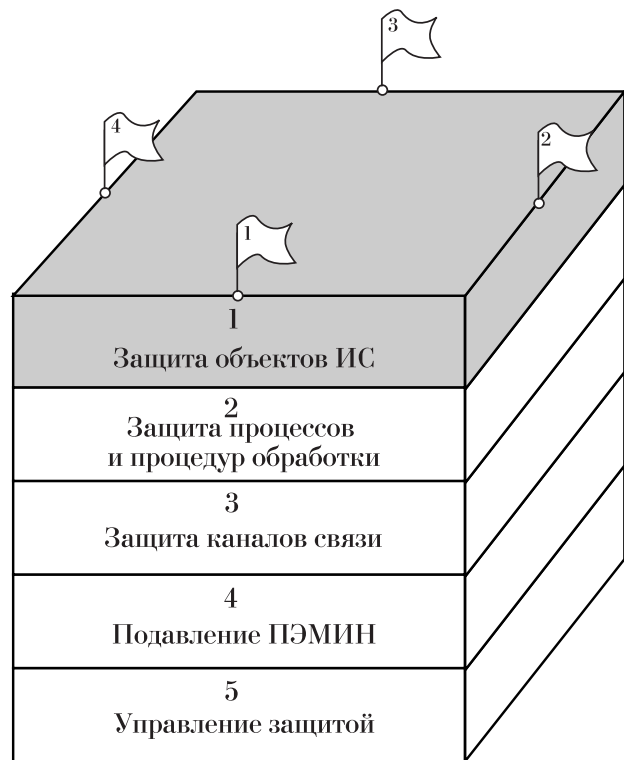 3
4
2
1
1
Защита объектов ИС
2
Защита процессов
и процедур обработки
3
Защита каналов связи
4
Подавление ПЭМИН
5
Управление защитой